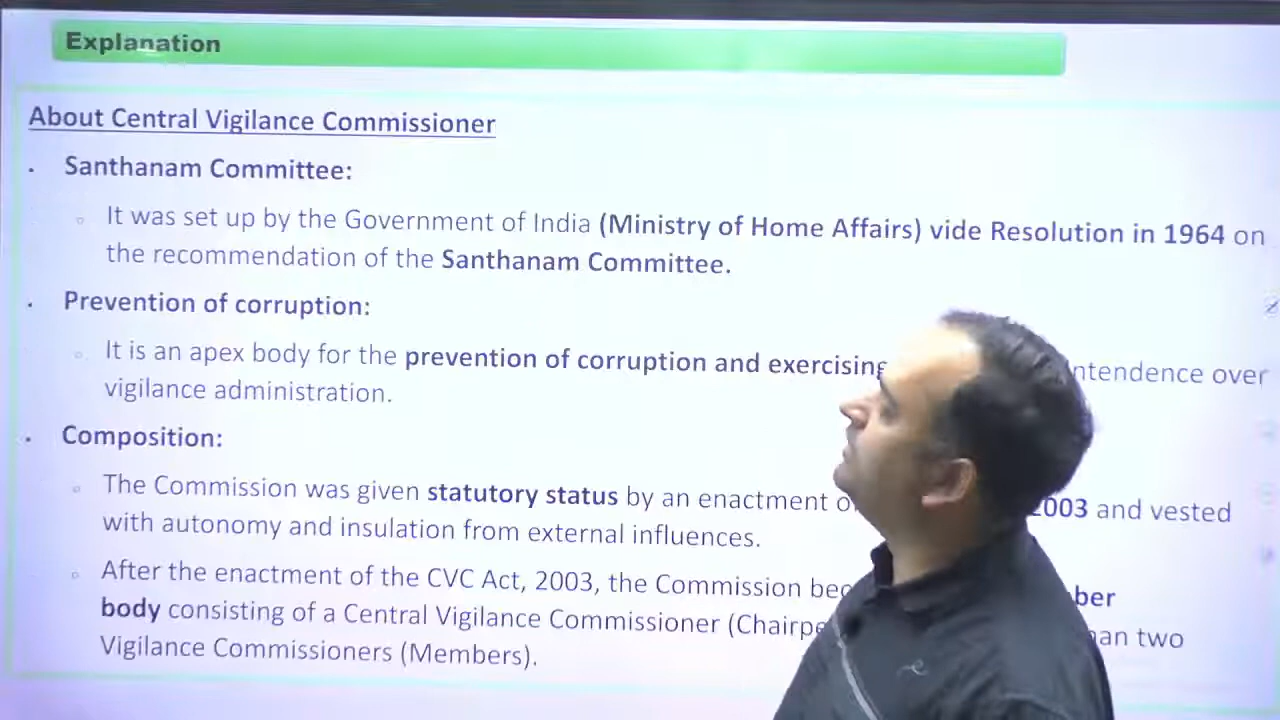 Explanation
About Central Vigilance Commissioner
Santhanam Committee:
It was set up by the Government of India (Ministry of Home Affairs) vide Resolution in 1964 on
the recommendation of the Santhanam Committee.
Prevention of corruption:
It is an apex body for the prevention of corruption and exercising ntendence over
vigilance administration.
Composition:
The Commission was given statutory status by an enactment 2003 and vested
with autonomy and insulation from external influences.
After the enactment of the CVC Act, 2003, the Commission bec ber
body consisting of a Central Vigilance Commissioner (Chairpe han two
Vigilance Commissioners (Members).